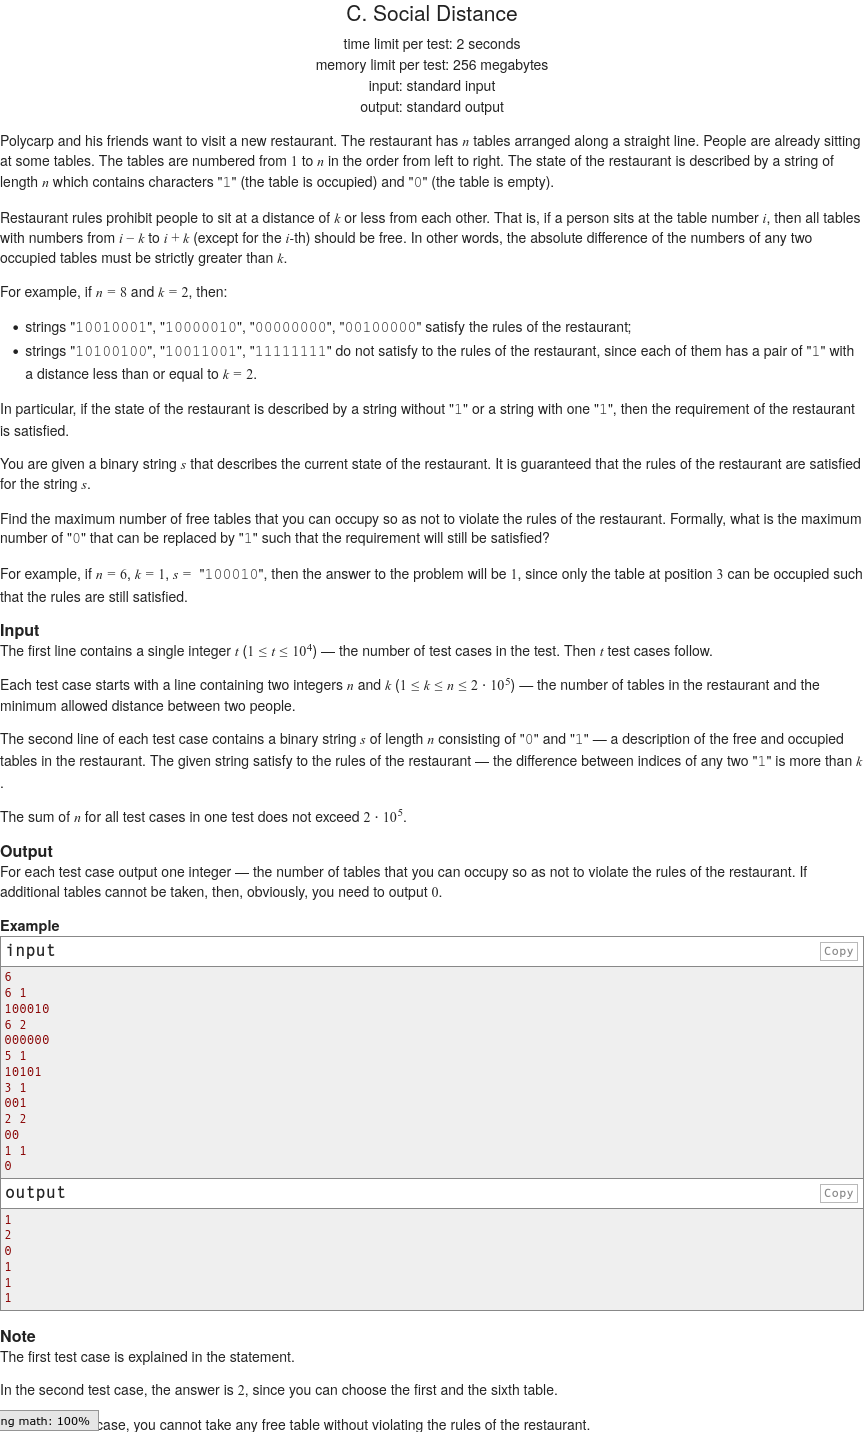 C. Social Distance
time limit per test: 2 seconds
memory limit per test: 256 megabytes
input: standard input
output: standard output
Polycarp and his friends want to visit a new restaurant. The restaurant has n tables arranged along a straight line. People are already sitting
at some tables. The tables are numbered from 1 to n in the order from left to right. The state of the restaurant is described by a string of
length n which contains characters "1" (the table is occupied) and "0" (the table is empty).
Restaurant rules prohibit people to sit at a distance of k or less from each other. That is, if a person sits at the table number i, then all tables
with numbers from i − k to i + k (except for the i-th) should be free. In other words, the absolute difference of the numbers of any two
occupied tables must be strictly greater than k.
For example, if n = 8 and k = 2, then:
• strings "10010001", "10000010", "00000000", "00100000" satisfy the rules of the restaurant;
• strings "10100100", "10011001", "11111111" do not satisfy to the rules of the restaurant, since each of them has a pair of "1" with
a distance less than or equal to k = 2.
In particular, if the state of the restaurant is described by a string without "1" or a string with one "1", then the requirement of the restaurant
is satisfied.
You are given a binary string s that describes the current state of the restaurant. It is guaranteed that the rules of the restaurant are satisfied
for the string s.
Find the maximum number of free tables that you can occupy so as not to violate the rules of the restaurant. Formally, what is the maximum
number of "0" that can be replaced by "1" such that the requirement will still be satisfied?
For example, if n = 6, k = 1, s = "100010", then the answer to the problem will be 1, since only the table at position 3 can be occupied such
that the rules are still satisfied.
Input
The first line contains a single integer t (1 ≤ t ≤ 10⁴) — the number of test cases in the test. Then t test cases follow.
Each test case starts with a line containing two integers n and k (1 ≤ k ≤ n ≤ 2 · 10⁵) — the number of tables in the restaurant and the
minimum allowed distance between two people.
The second line of each test case contains a binary string s of length n consisting of "0" and "1" — a description of the free and occupied
tables in the restaurant. The given string satisfy to the rules of the restaurant — the difference between indices of any two "1" is more than k
.
The sum of n for all test cases in one test does not exceed 2 · 10⁵.
Output
For each test case output one integer — the number of tables that you can occupy so as not to violate the rules of the restaurant. If
additional tables cannot be taken, then, obviously, you need to output 0.
Example
input Copy
6
6 1
100010
6 2
000000
5 1
10101
3 1
001
2 2
00
1 1
0
output Copy
1
2
0
1
1
1
Note
The first test case is explained in the statement.
In the second test case, the answer is 2, since you can choose the first and the sixth table.
ng math: 100% case, you cannot take any free table without violating the rules of the restaurant.